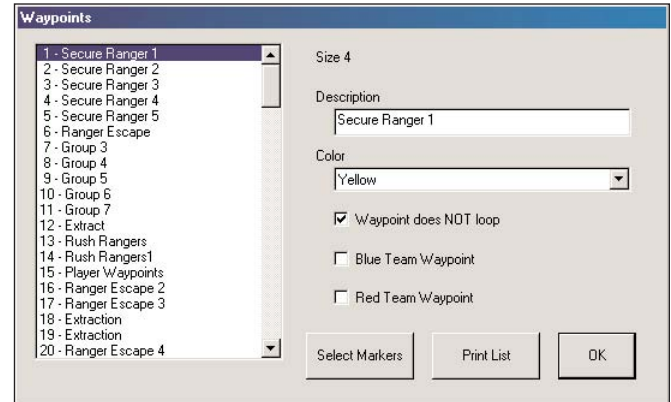 Waypoints
1 - Secure Ranger 1
2 - Secure Ranger 2
3 - Secure Ranger 3
4 - Secure Ranger 4
5 - Secure Ranger 5
6 - Ranger Escape
7 - Group 3
8 - Group 4
9 - Group 5
10 - Group 6
11 - Group 7
12 - Extract
13 - Rush Rangers
14 - Rush Rangers1
15 - Player Waypoints
16 - Ranger Escape 2
17 - Ranger Escape 3
18 - Extraction
19 - Extraction
20 - Ranger Escape 4
Size 4
Description
Secure Ranger 1
Color
Yellow
Waypoint does NOT loop
Blue Team Waypoint
Red Team Waypoint
Select Markers
Print List
OK